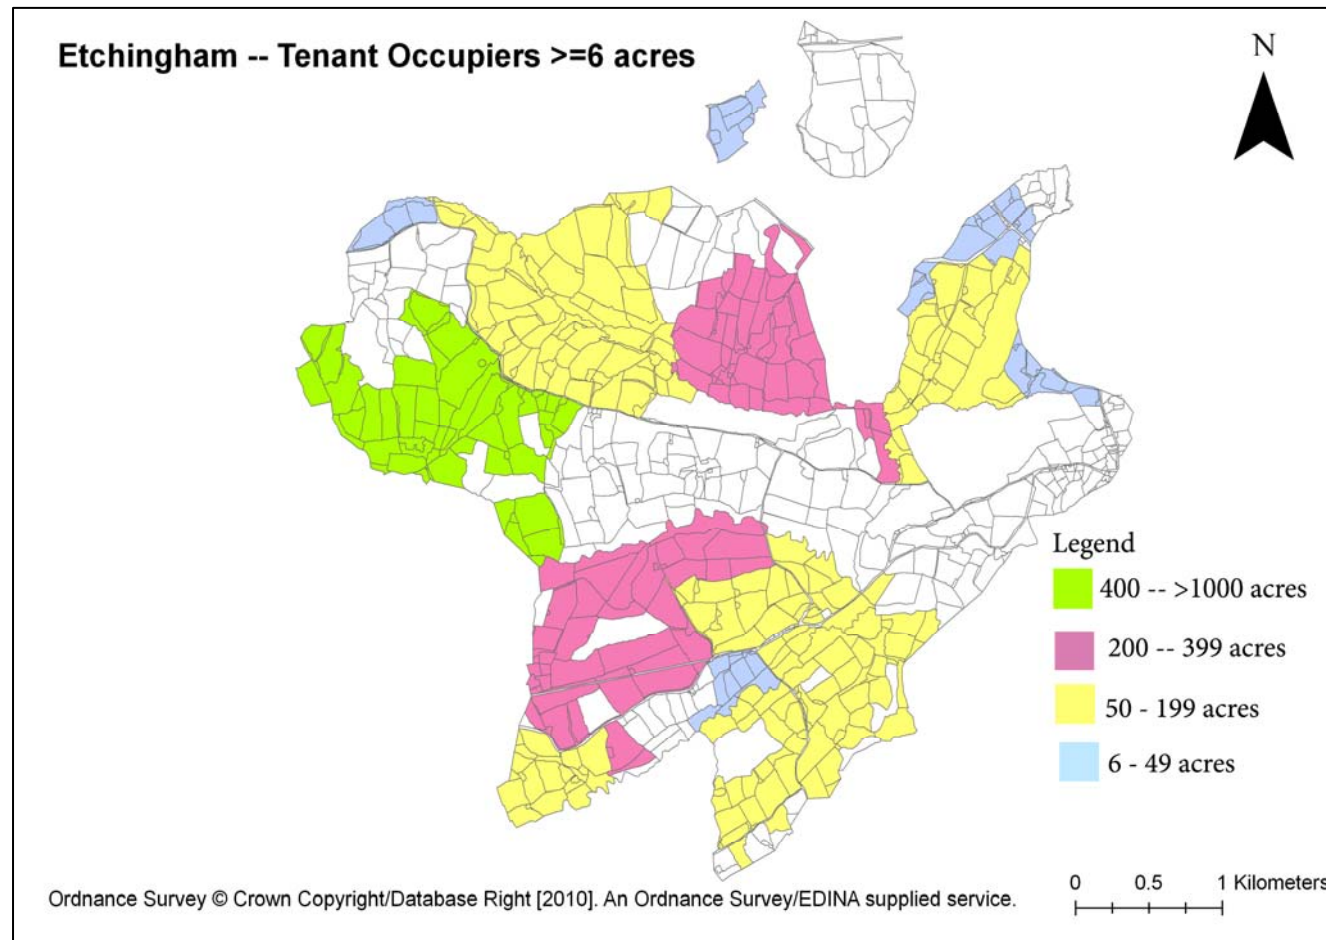 Etchingham -- Tenant Occupiers >=6 acres
N
Legend
400 -- >1000 acres
200 -- 399 acres
50 - 199 acres
6 - 49 acres
0 0.5 1 Kilometers
Ordnance Survey © Crown Copyright/Database Right [2010]. An Ordnance Survey/EDINA supplied service.